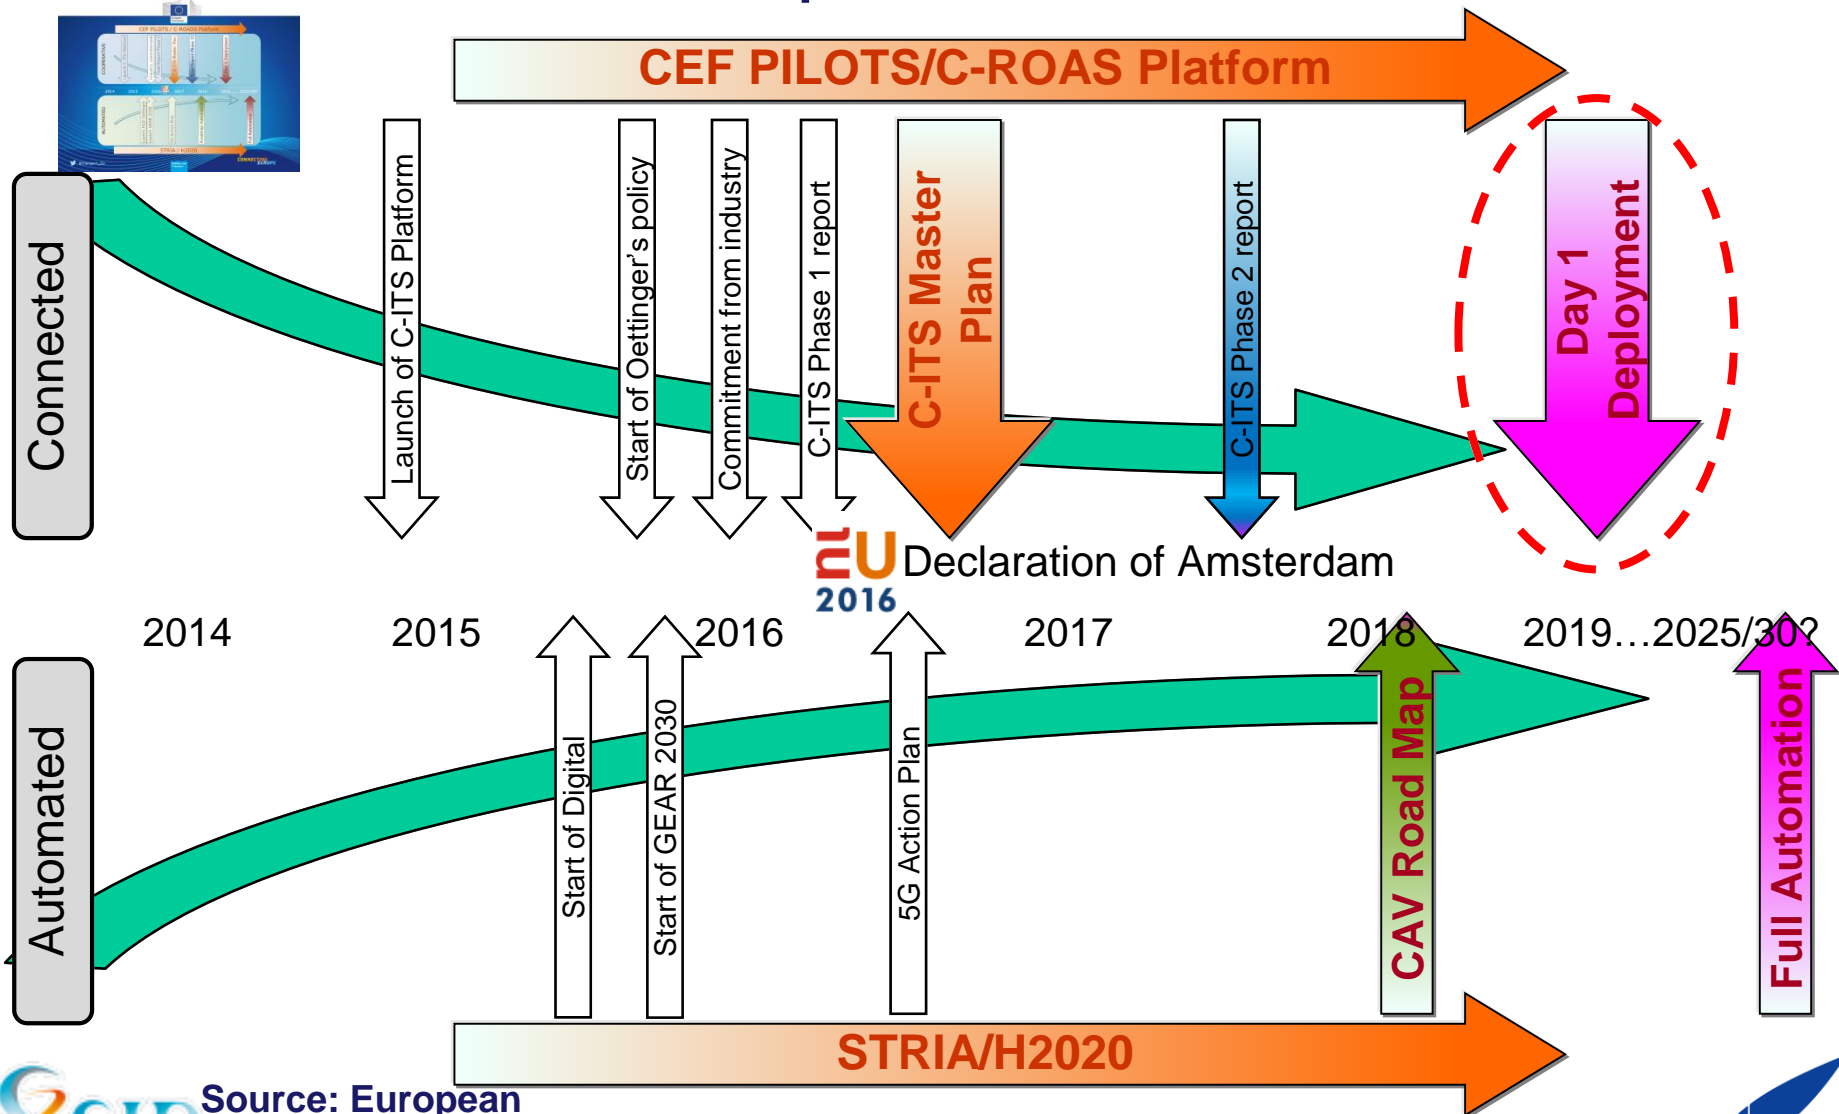 CEF PILOTS/C-ROAS Platform
Connected
Launch of C-ITS Platform
Start of Oettinger's policy
Commitment from industry
C-ITS Phase 1 report
C-ITS Master
Plan
C-ITS Phase 2 report
Day 1
Deployment
nlU
2016
Declaration of Amsterdam
2014
2015
2016
2017
2018
2019…2025/30?
Automated
Start of Digital
Start of GEAR 2030
5G Action Plan
CAV Road Map
Full Automation
STRIA/H2020
Source: European